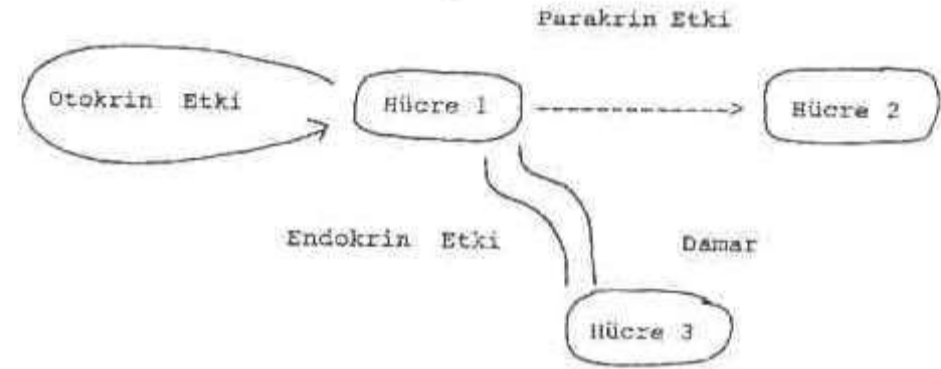 Parakrin Etki
Otokrin Etki
Hücre 1
Hücre 2
Endokrin Etki
Damar
Hücre 3